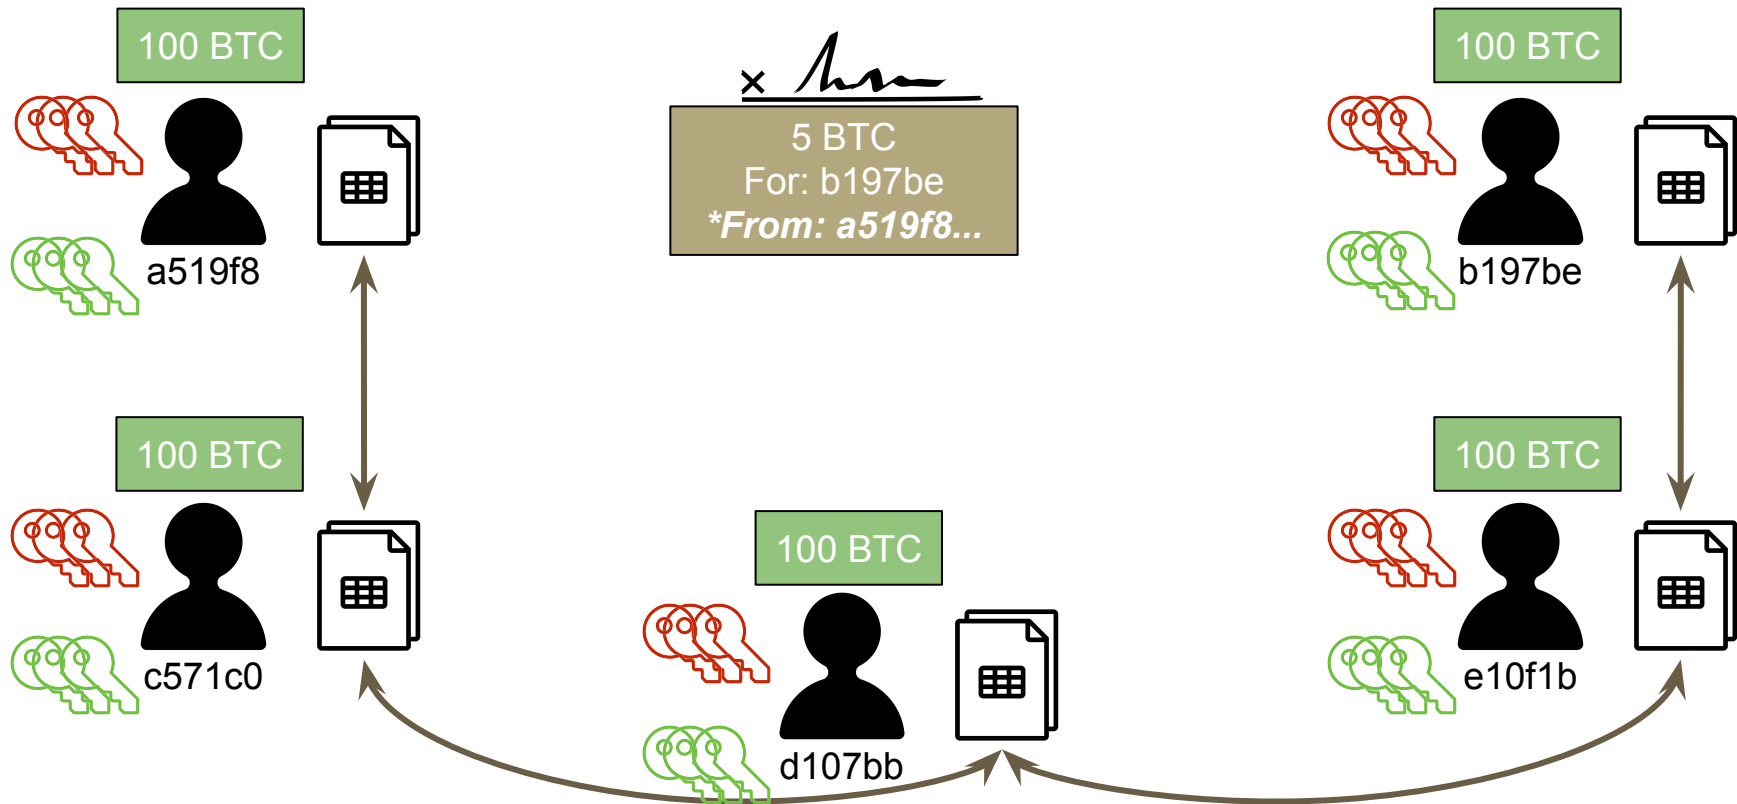 100 BTC
100 BTC
×
5 BTC
For: b197be
*From: a519f8...
a519f8
b197be
100 BTC
100 BTC
100 BTC
c571c0
e10f1b
d107bb